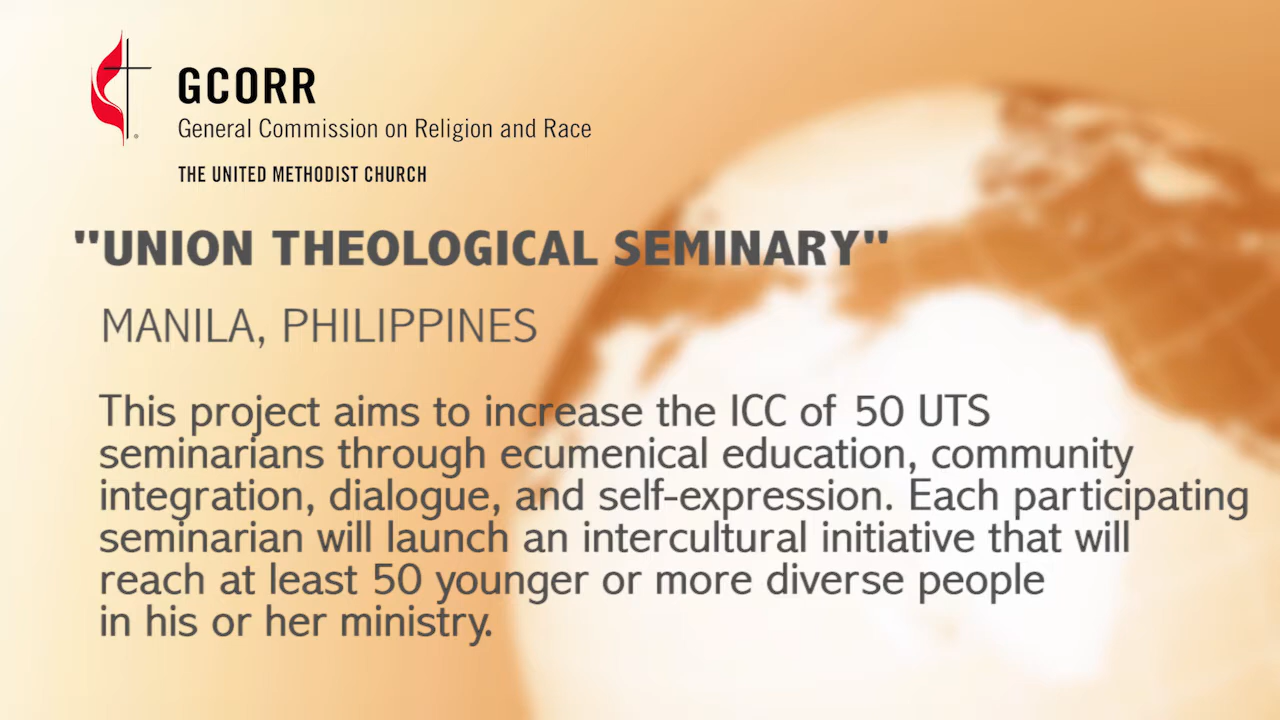 GCORR
General Commission on Religion and Race
THE UNITED METHODIST CHURCH
"UNION THEOLOGICAL SEMINARY"
MANILA, PHILIPPINES
This project aims to increase the ICC of 50 UTS
seminarians through ecumenical education, community
integration, dialogue, and self-expression. Each participating
seminarian will launch an intercultural initiative that will
reach at least 50 younger or more diverse people
in his or her ministry.